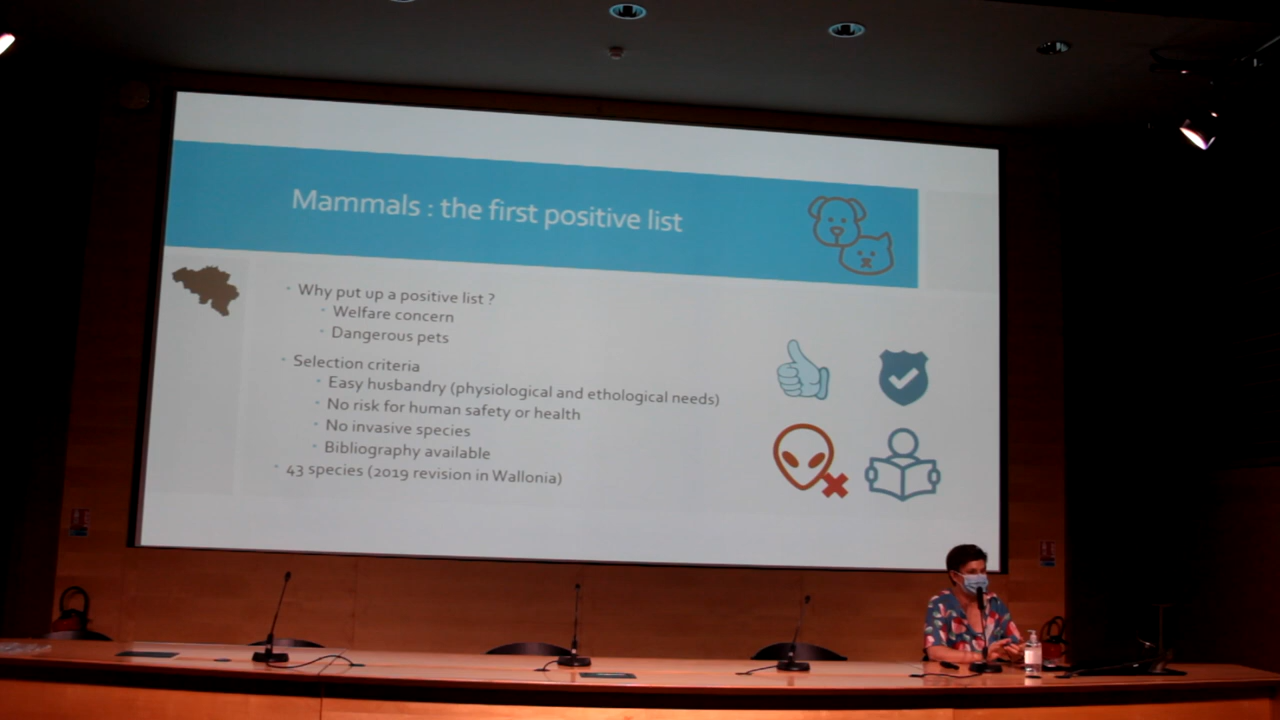 Mammals : the first positive list
• Why put up a positive list ?
• Welfare concern
• Dangerous pets
• Selection criteria
• Easy husbandry (physiological and ethological needs)
• No risk for human safety or health
• No invasive species
• Bibliography available
• 43 species (2019 revision in Wallonia)